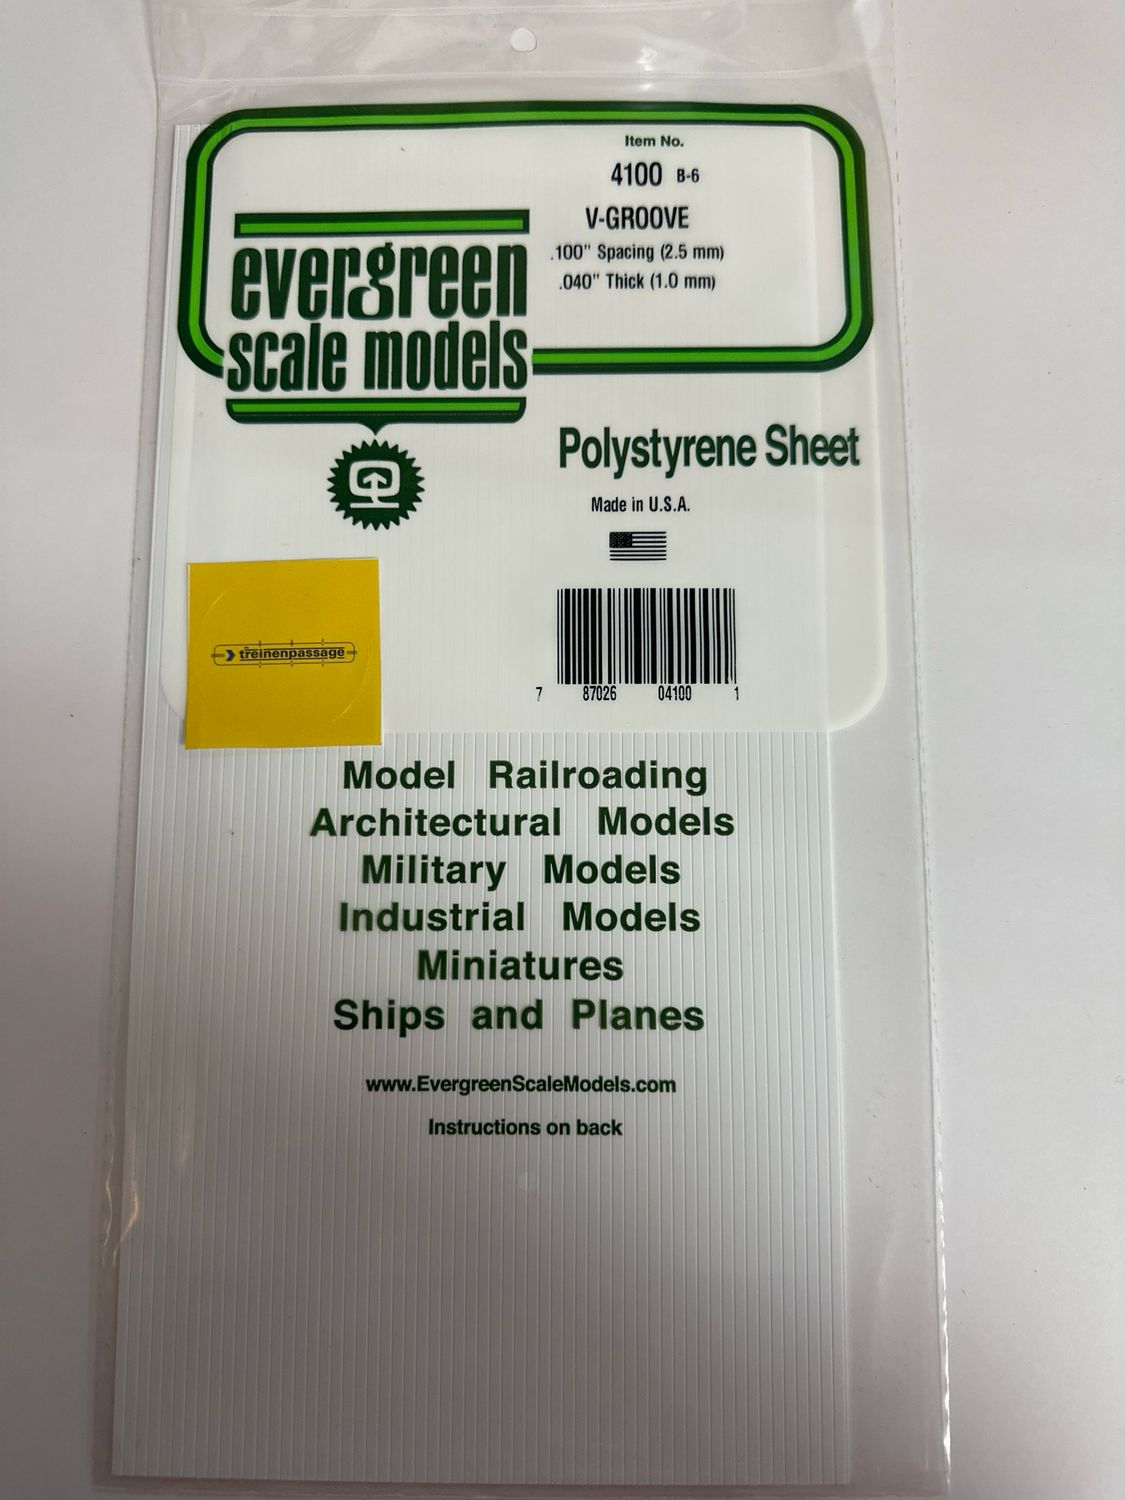 Item No.
4100 B-6
V-GROOVE
.100" Spacing (2.5 mm)
.040" Thick (1.0 mm)
evergreen
scale models
Polystyrene Sheet
Made in U.S.A.
treinenpassage
7 87026 04100 1
Model Railroading
Architectural Models
Military Models
Industrial Models
Miniatures
Ships and Planes
www.EvergreenScaleModels.com
Instructions on back